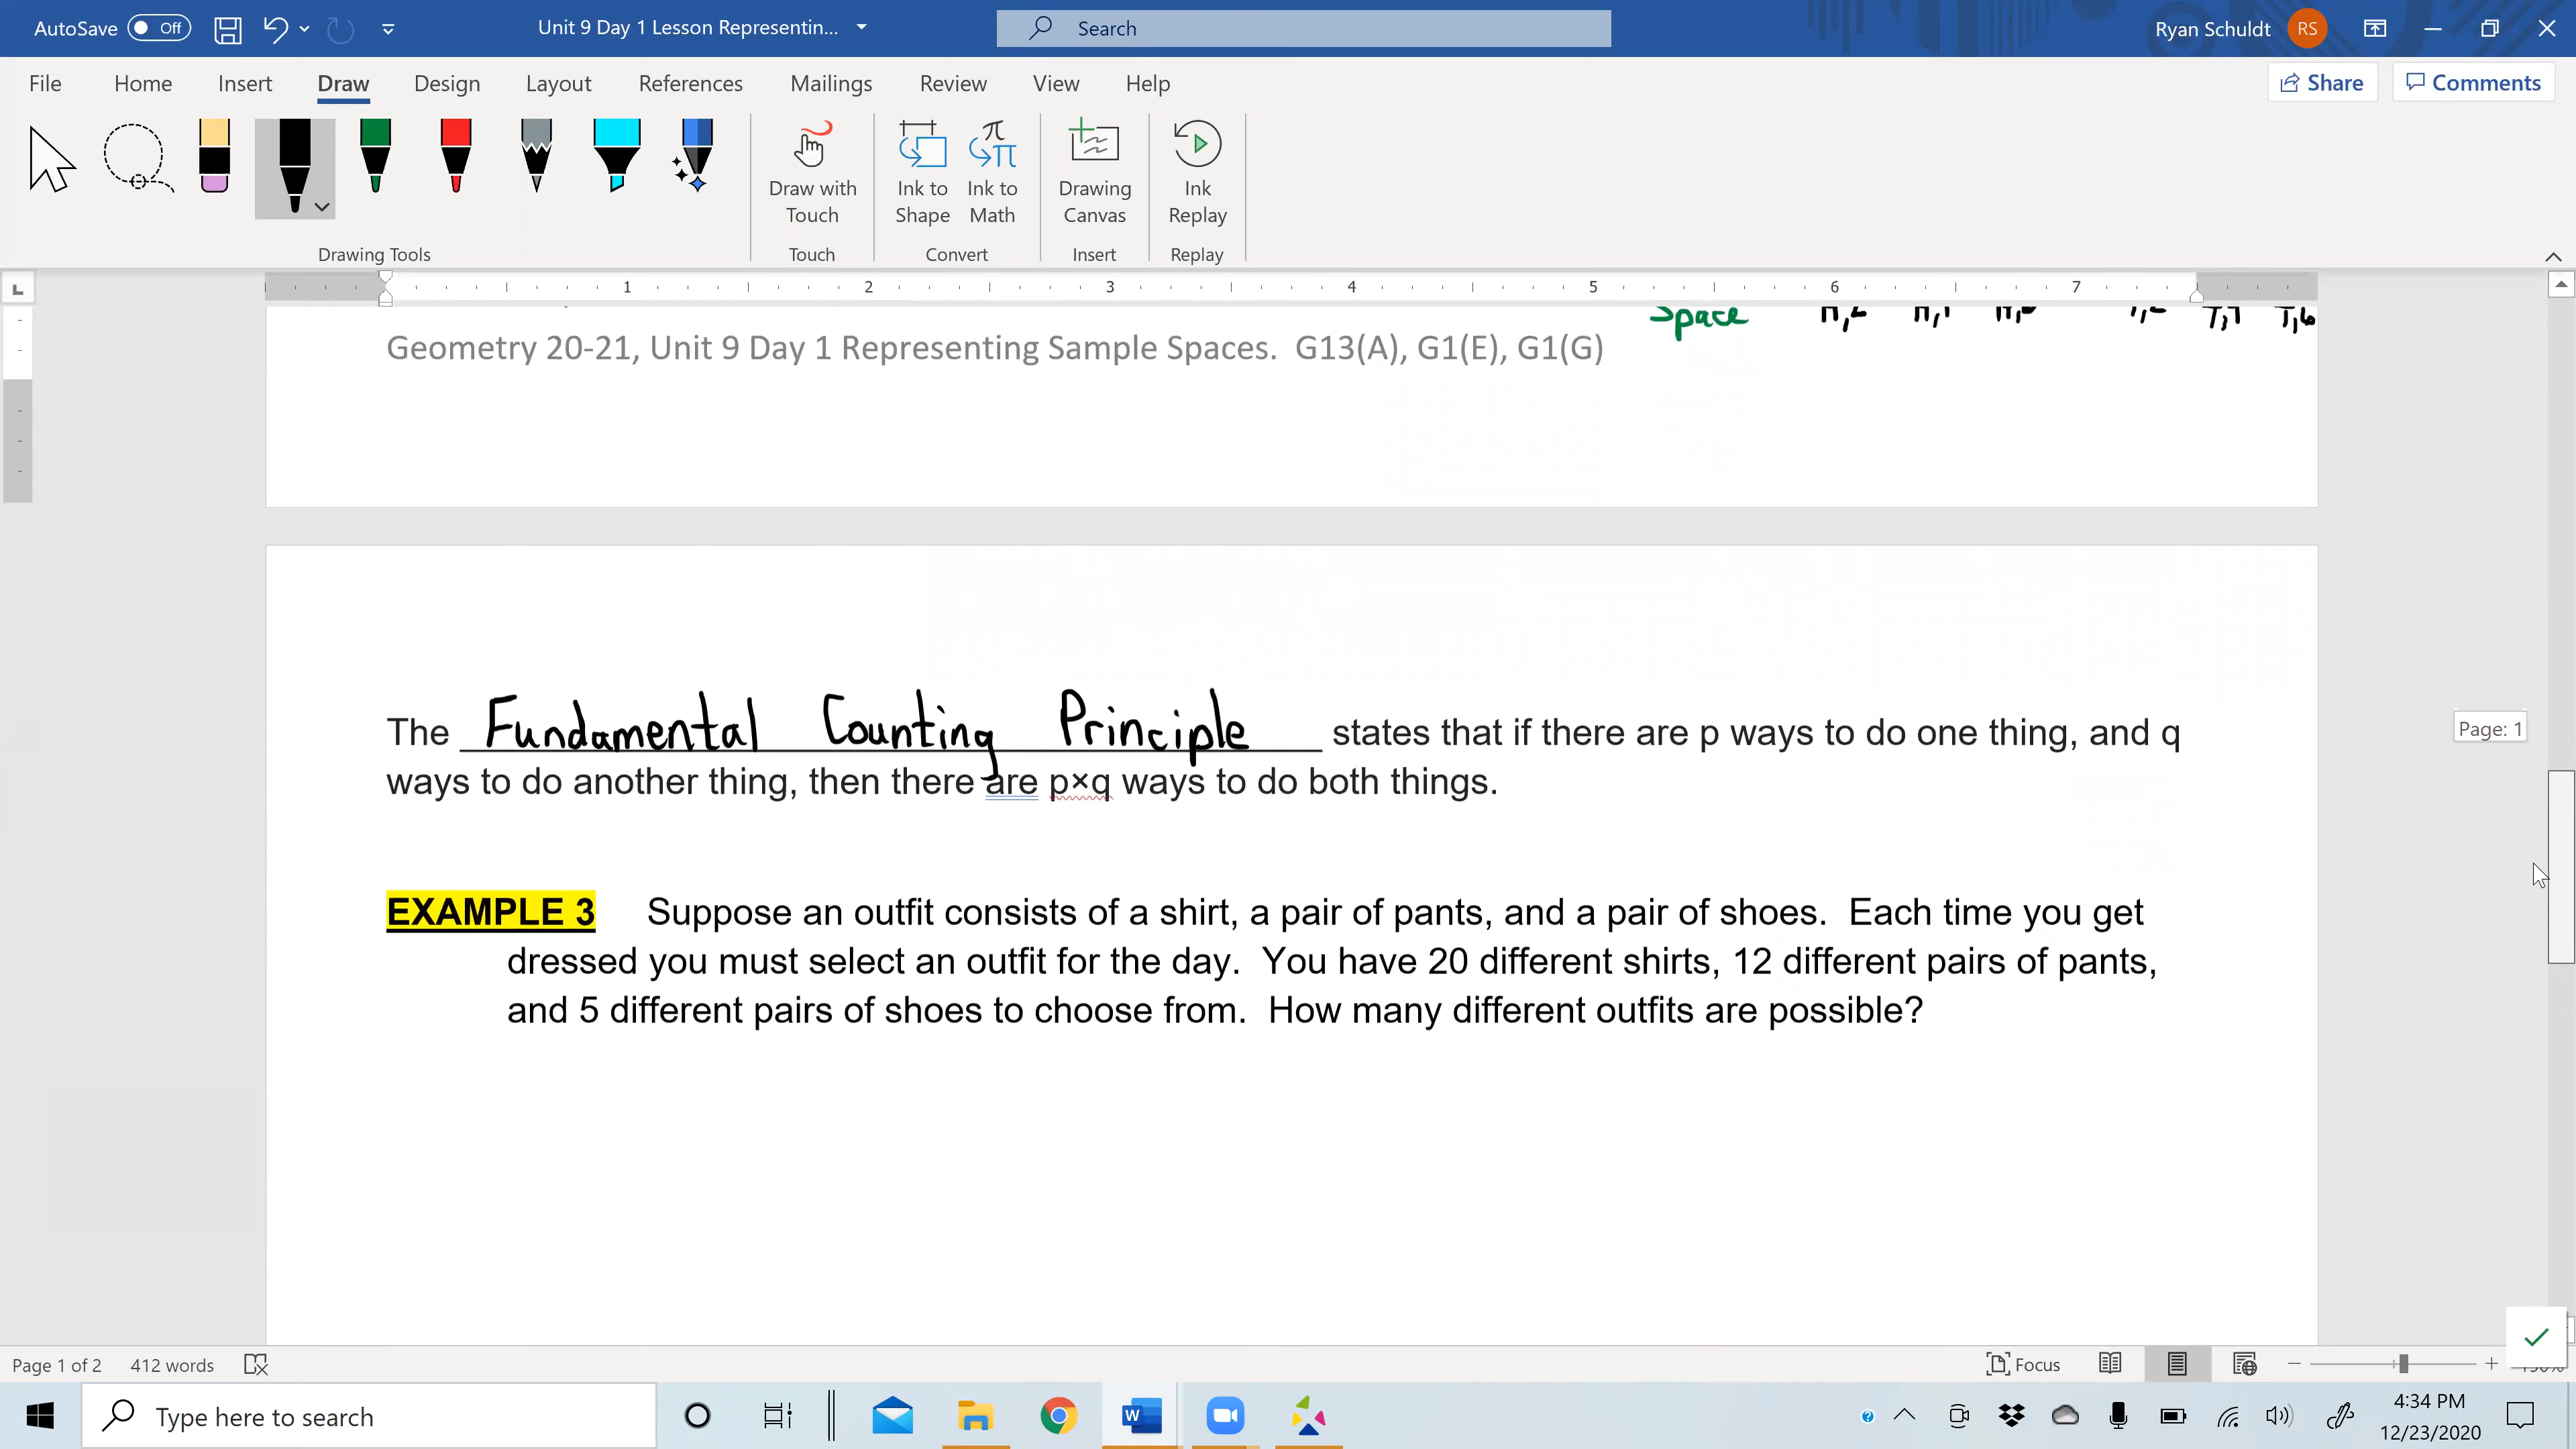 AutoSave Off
Unit 9 Day 1 Lesson Representin...
Search
Ryan Schuldt RS
File Home Insert Draw Design Layout References Mailings Review View Help
Share Comments
Draw with Touch
Ink to Shape
Ink to Math
Drawing Canvas
Ink Replay
Drawing Tools Touch Convert Insert Replay
1 2 3 4 5 6 7
Space
Geometry 20-21, Unit 9 Day 1 Representing Sample Spaces.  G13(A), G1(E), G1(G)
The Fundamental Counting Principle states that if there are p ways to do one thing, and q
ways to do another thing, then there are p×q ways to do both things.
Page: 1
EXAMPLE 3 Suppose an outfit consists of a shirt, a pair of pants, and a pair of shoes.  Each time you get
dressed you must select an outfit for the day.  You have 20 different shirts, 12 different pairs of pants,
and 5 different pairs of shoes to choose from.  How many different outfits are possible?
Page 1 of 2 412 words
Focus
Type here to search
4:34 PM
12/23/2020